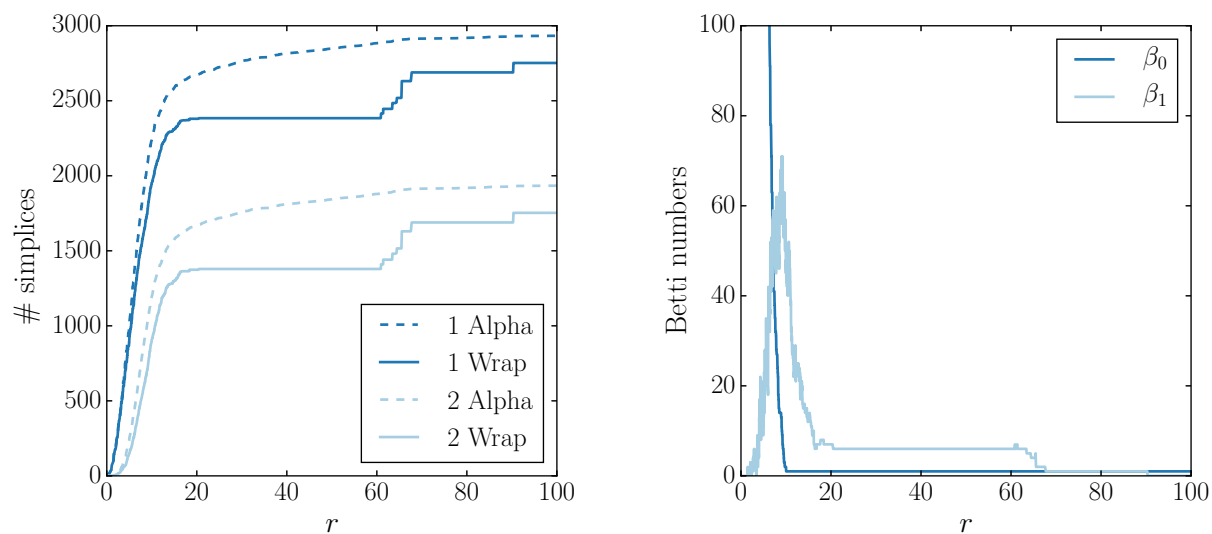 3000
2500
2000
1500
1000
500
0
# simplices
0 20 40 60 80 100
r
1 Alpha
1 Wrap
2 Alpha
2 Wrap
100
80
60
40
20
0
Betti numbers
0 20 40 60 80 100
r
β₀
β₁